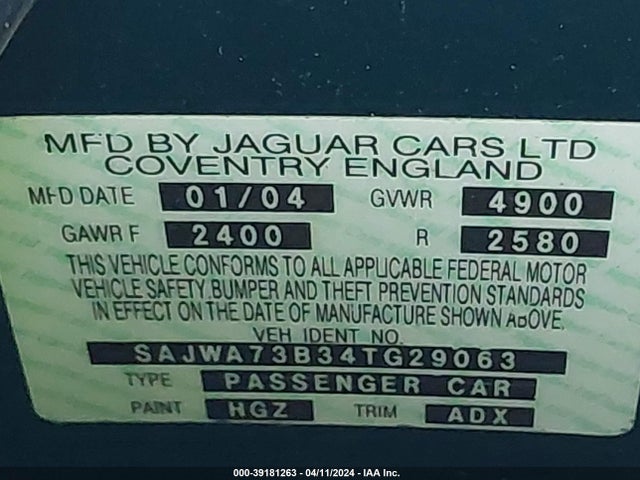 MFD BY JAGUAR CARS LTD
COVENTRY ENGLAND
MFD DATE 01/04 GVWR 4900
GAWR F 2400 R 2580
THIS VEHICLE CONFORMS TO ALL APPLICABLE FEDERAL MOTOR
VEHICLE SAFETY, BUMPER AND THEFT PREVENTION STANDARDS
IN EFFECT ON THE DATE OF MANUFACTURE SHOWN ABOVE.
VEH IDENT NO.
SAJWA73B34TG29063
TYPE PASSENGER CAR
PAINT HGZ TRIM ADX
000-39181263 - 04/11/2024 - IAA Inc.